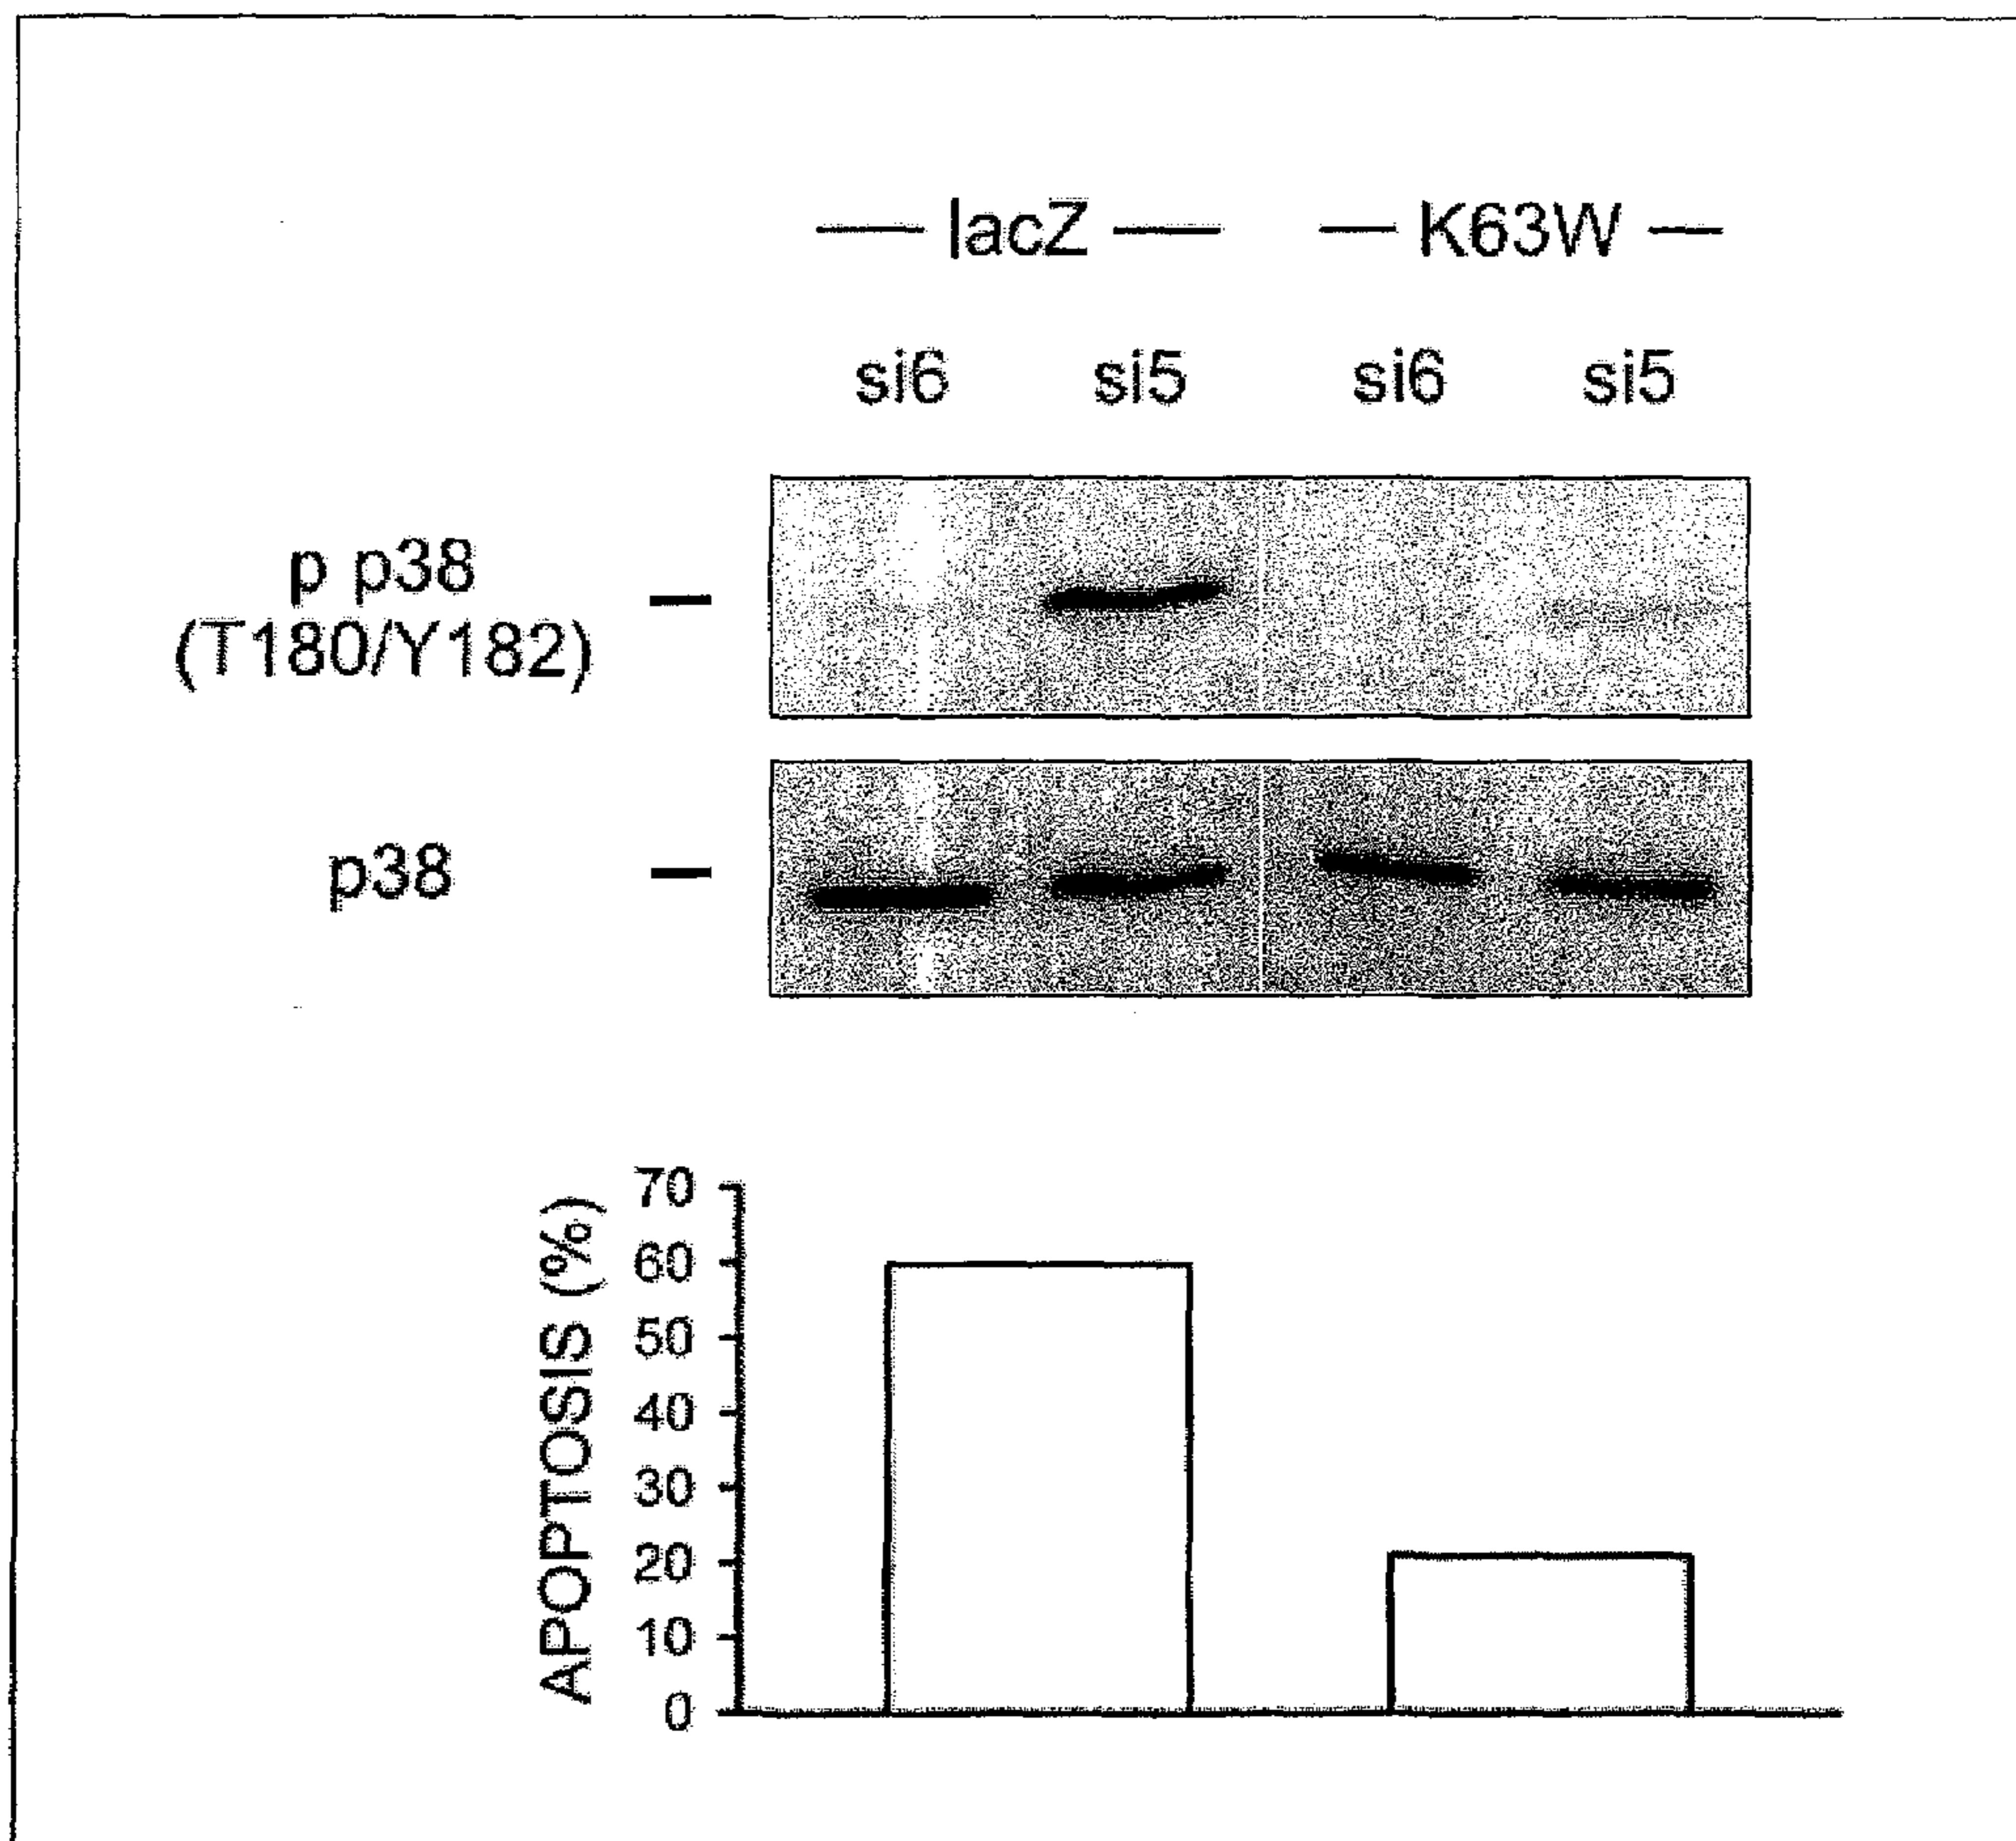 lacZ K63W
si6 si5 si6 si5
p p38
(T180/Y182)
p38
APOPTOSIS (%)
70
60
50
40
30
20
10
0